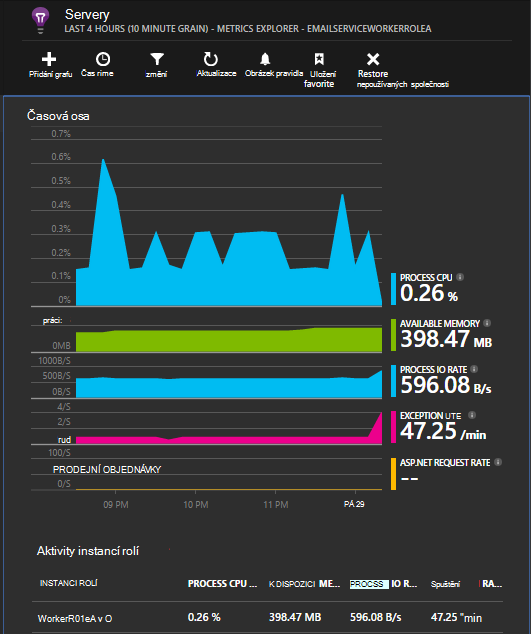 Servery
LAST 4 HOURS (10 MINUTE GRAIN) - METRICS EXPLORER - EMAILSERVICEWORKERROLEA
Přidání grafu Čas ríme změní Aktualizace Obrázek pravidla Uložení favorite Restore nepoužívaných společnosti
Časová osa
0.7%
0.6%
0.5%
0.4%
0.3%
0.2%
0.1%
0%
PROCESS CPU
0.26 %
práci:
0MB
AVAILABLE MEMORY
398.47 MB
1000B/S
500B/S
0B/S
PROCESS IO RATE
596.08 B/s
4/S
2/S
rud
EXCEPTION UTE
47.25 /min
100/S
PRODEJNÍ OBJEDNÁVKY
0/S
ASP.NET REQUEST RATE
--
09 PM 10 PM 11 PM PÁ 29
Aktivity instancí rolí
INSTANCÍ ROLÍ PROCESS CPU ... K DISPOZICI ME... PROCSS IO R... Spuštění RA...
WorkerR01eA v O 0.26 % 398.47 MB 596.08 B/s 47.25 "min